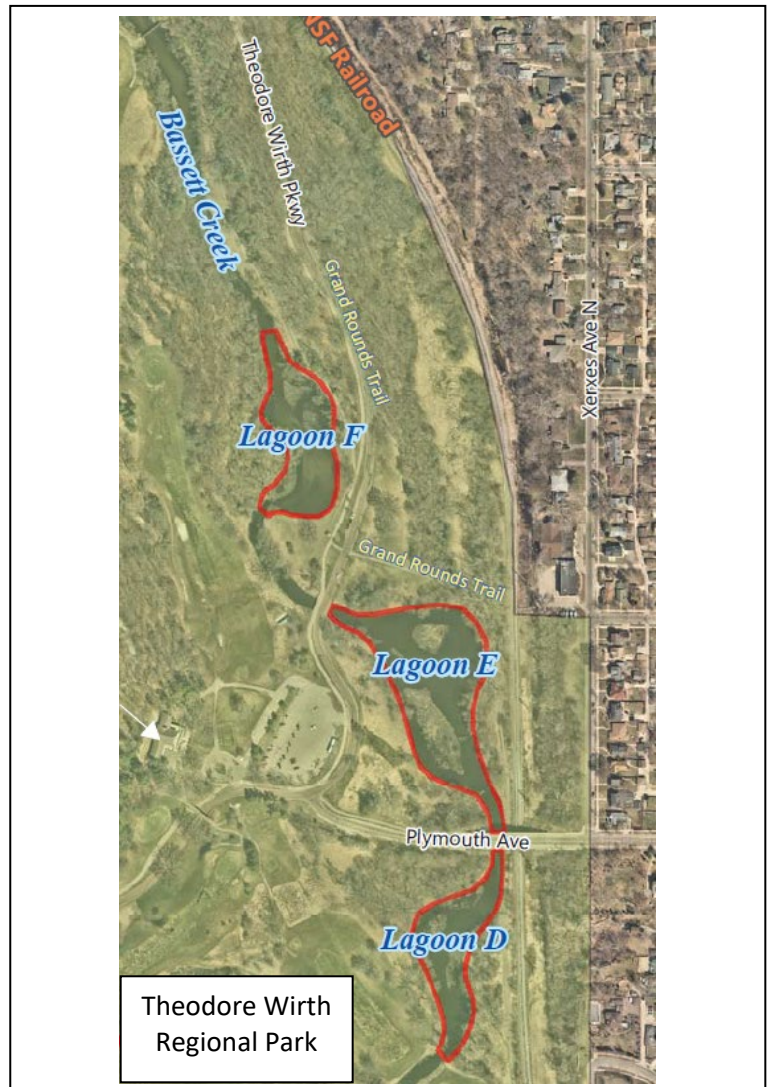 NSF Railroad
Theodore Wirth Pkwy
Bassett Creek
Grand Rounds Trail
Xerxes Ave N
Lagoon F
Grand Rounds Trail
Lagoon E
Plymouth Ave
Lagoon D
Theodore Wirth
Regional Park